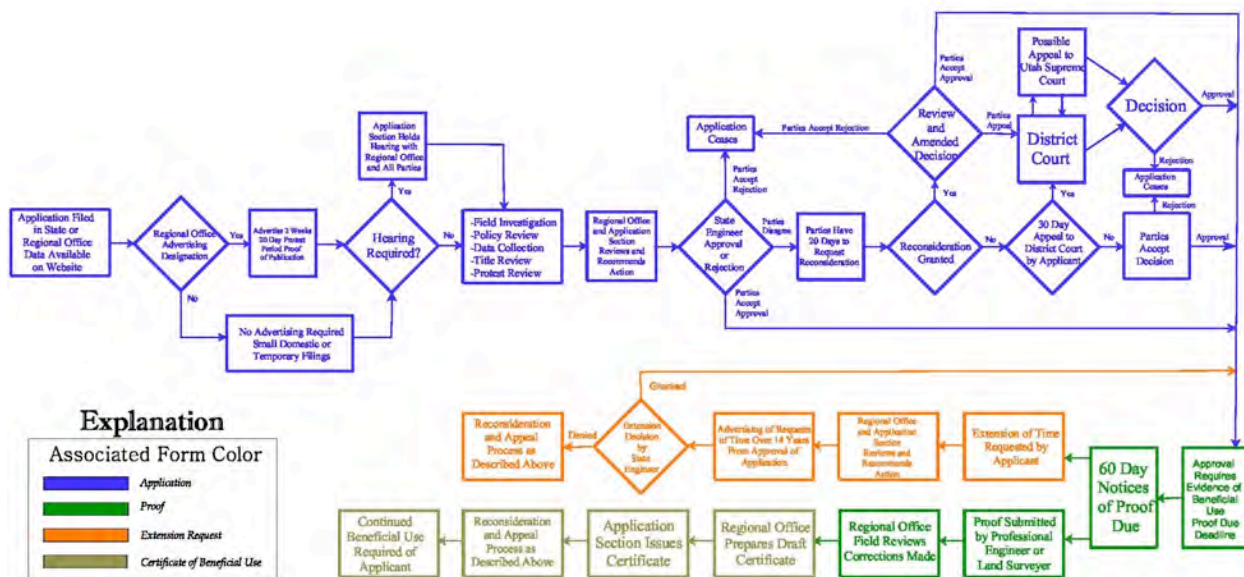 Application Filed
in State or
Regional Office
Data Available
on Website
Regional Office
Advertising
Designation
Yes
No
Advertise 2 Weeks
20 Day Protest
Period Proof
of Publication
No Advertising Required
Small Domestic or
Temporary Filings
Application
Section Holds
Hearing with
Regional Office
and All Parties
Yes
Hearing
Required?
No
-Field Investigation
-Policy Review
-Data Collection
-Title Review
-Protest Review
Regional Office
and Application
Section
Reviews and
Recommends
Action
Application
Ceases
Parties
Accept
Rejection
State
Engineer
Approval
or
Rejection
Parties
Disagree
Parties
Accept
Approval
Parties Have
20 Days to
Request
Reconsideration
Parties Accept Rejection
Parties
Accept
Approval
Review
and
Amended
Decision
Parties
Appeal
Yes
Reconsideration
Granted
No
Possible
Appeal to
Utah Supreme
Court
District
Court
Yes
30 Day
Appeal to
District Court
by Applicant
No
Decision
Approval
Rejection
Application
Ceases
Rejection
Parties
Accept
Decision
Approval
Granted
Reconsideration
and Appeal
Process as
Described Above
Denied
Extension
Decision
by
State
Engineer
Advertising of Requests
of Time Over 14 Years
From Approval of
Application
Regional Office
and Application
Section
Reviews and
Recommends
Action
Extension of Time
Requested by
Applicant
60 Day
Notices
of Proof
Due
Approval
Requires
Evidence of
Beneficial
Use
Proof Due
Deadline
Continued
Beneficial Use
Required of
Applicant
Reconsideration
and Appeal
Process as
Described Above
Application
Section Issues
Certificate
Regional Office
Prepares Draft
Certificate
Regional Office
Field Reviews
Corrections Made
Proof Submitted
by Professional
Engineer or
Land Surveyer
Explanation
Associated Form Color
Application
Proof
Extension Request
Certificate of Beneficial Use